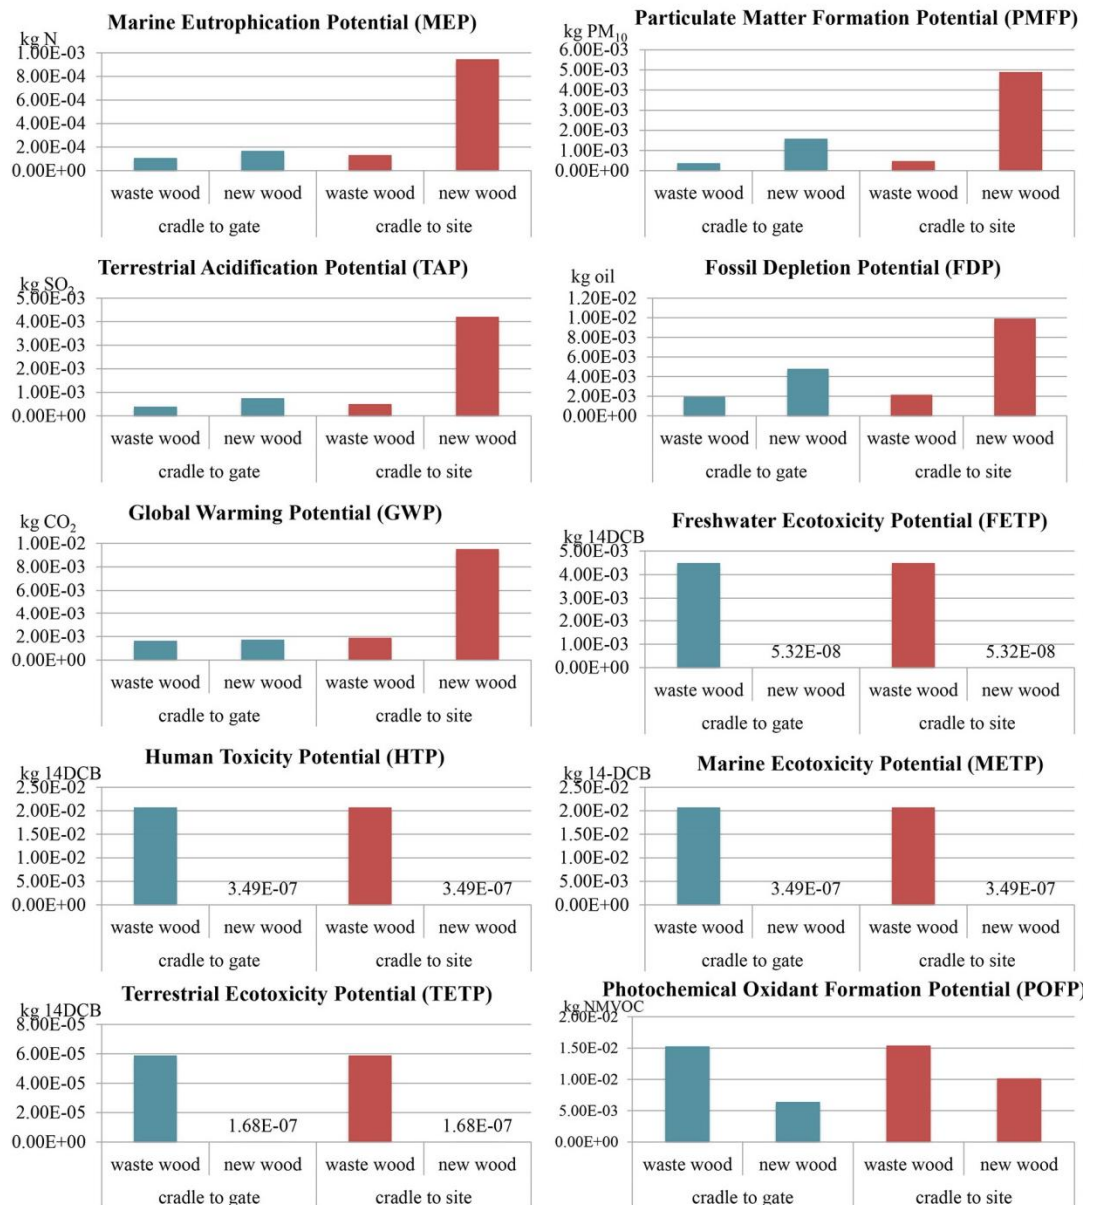 Marine Eutrophication Potential (MEP)
kg N
1.00E-03
8.00E-04
6.00E-04
4.00E-04
2.00E-04
0.00E+00
waste wood new wood waste wood new wood
cradle to gate cradle to site
Particulate Matter Formation Potential (PMFP)
kg PM₁₀
6.00E-03
5.00E-03
4.00E-03
3.00E-03
2.00E-03
1.00E-03
0.00E+00
waste wood new wood waste wood new wood
cradle to gate cradle to site
Terrestrial Acidification Potential (TAP)
kg SO₂
5.00E-03
4.00E-03
3.00E-03
2.00E-03
1.00E-03
0.00E+00
waste wood new wood waste wood new wood
cradle to gate cradle to site
Fossil Depletion Potential (FDP)
kg oil
1.20E-02
1.00E-02
8.00E-03
6.00E-03
4.00E-03
2.00E-03
0.00E+00
waste wood new wood waste wood new wood
cradle to gate cradle to site
Global Warming Potential (GWP)
kg CO₂
1.00E-02
8.00E-03
6.00E-03
4.00E-03
2.00E-03
0.00E+00
waste wood new wood waste wood new wood
cradle to gate cradle to site
Freshwater Ecotoxicity Potential (FETP)
kg 14DCB
5.00E-03
4.00E-03
3.00E-03
2.00E-03
1.00E-03
0.00E+00
5.32E-08 5.32E-08
waste wood new wood waste wood new wood
cradle to gate cradle to site
Human Toxicity Potential (HTP)
kg 14DCB
2.50E-02
2.00E-02
1.50E-02
1.00E-02
5.00E-03
0.00E+00
3.49E-07 3.49E-07
waste wood new wood waste wood new wood
cradle to gate cradle to site
Marine Ecotoxicity Potential (METP)
kg 14-DCB
2.50E-02
2.00E-02
1.50E-02
1.00E-02
5.00E-03
0.00E+00
3.49E-07 3.49E-07
waste wood new wood waste wood new wood
cradle to gate cradle to site
Terrestrial Ecotoxicity Potential (TETP)
kg 14DCB
8.00E-05
6.00E-05
4.00E-05
2.00E-05
0.00E+00
1.68E-07 1.68E-07
waste wood new wood waste wood new wood
cradle to gate cradle to site
Photochemical Oxidant Formation Potential (POFP)
kg NMVOC
2.00E-02
1.50E-02
1.00E-02
5.00E-03
0.00E+00
waste wood new wood waste wood new wood
cradle to gate cradle to site